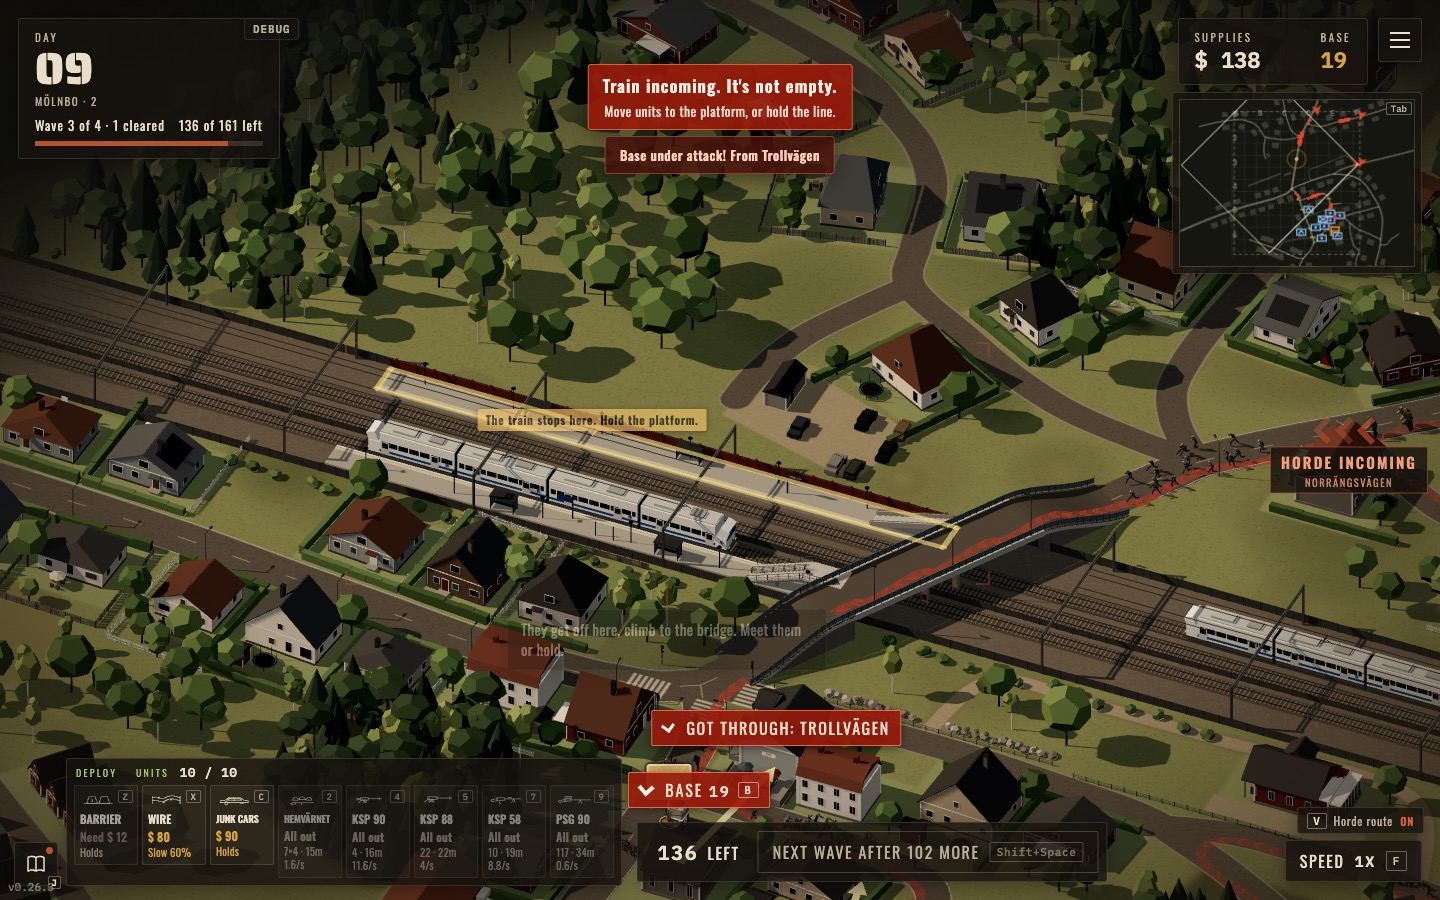 DAY
DEBUG
09
MÖLNBO · 2
Wave 3 of 4 · 1 cleared 136 of 161 left
Train incoming. It's not empty.
Move units to the platform, or hold the line.
Base under attack! From Trollvägen
SUPPLIES
$ 138
BASE
19
Tab
The train stops here. Hold the platform.
HORDE INCOMING
NORRÄNGSVÄGEN
They get off here, climb to the bridge. Meet them
or hold.
GOT THROUGH: TROLLVÄGEN
BASE 19 B
DEPLOY UNITS 10 / 10
Z
BARRIER
Need $ 12
Holds
X
WIRE
$ 80
Slow 60%
C
JUNK CARS
$ 90
Holds
2
HEMVÄRNET
All out
7×4 · 15m
1.6/s
4
KSP 90
All out
4 · 16m
11.6/s
5
KSP 88
All out
22 · 22m
4/s
7
KSP 58
All out
10 · 19m
8.8/s
9
PSG 90
All out
117 · 34m
0.6/s
136 LEFT
NEXT WAVE AFTER 102 MORE Shift+Space
V Horde route ON
SPEED 1X F
J